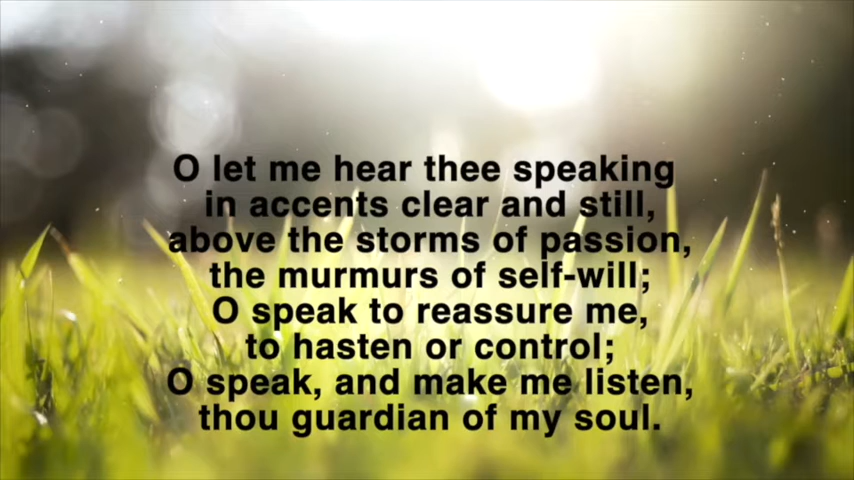 O let me hear thee speaking
in accents clear and still,
above the storms of passion,
the murmurs of self-will;
O speak to reassure me,
to hasten or control;
O speak, and make me listen,
thou guardian of my soul.